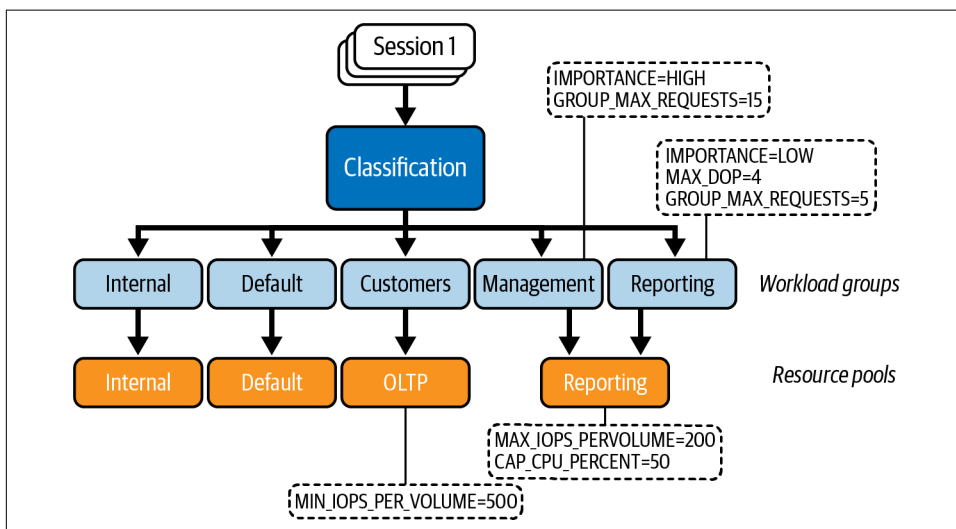 Session 1
IMPORTANCE=HIGH
GROUP_MAX_REQUESTS=15
Classification
IMPORTANCE=LOW
MAX_DOP=4
GROUP_MAX_REQUESTS=5
Internal Default Customers Management Reporting Workload groups
Internal Default OLTP Reporting Resource pools
MAX_IOPS_PERVOLUME=200
CAP_CPU_PERCENT=50
MIN_IOPS_PER_VOLUME=500